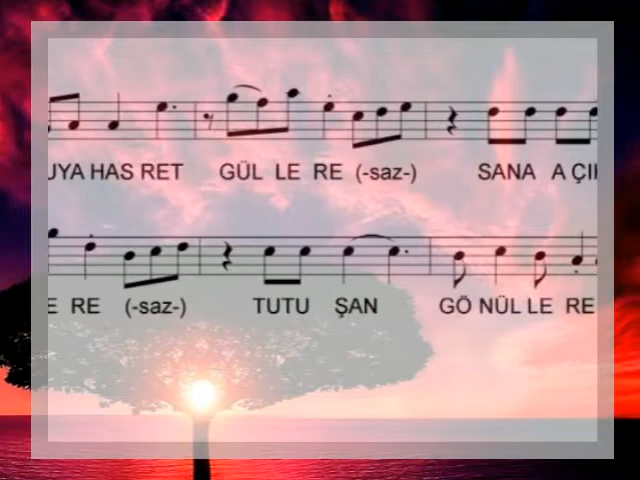 UYA HAS RET GÜL LE RE (-saz-) SANA A ÇI
E RE (-saz-) TUTU ŞAN GÖ NÜL LE RE